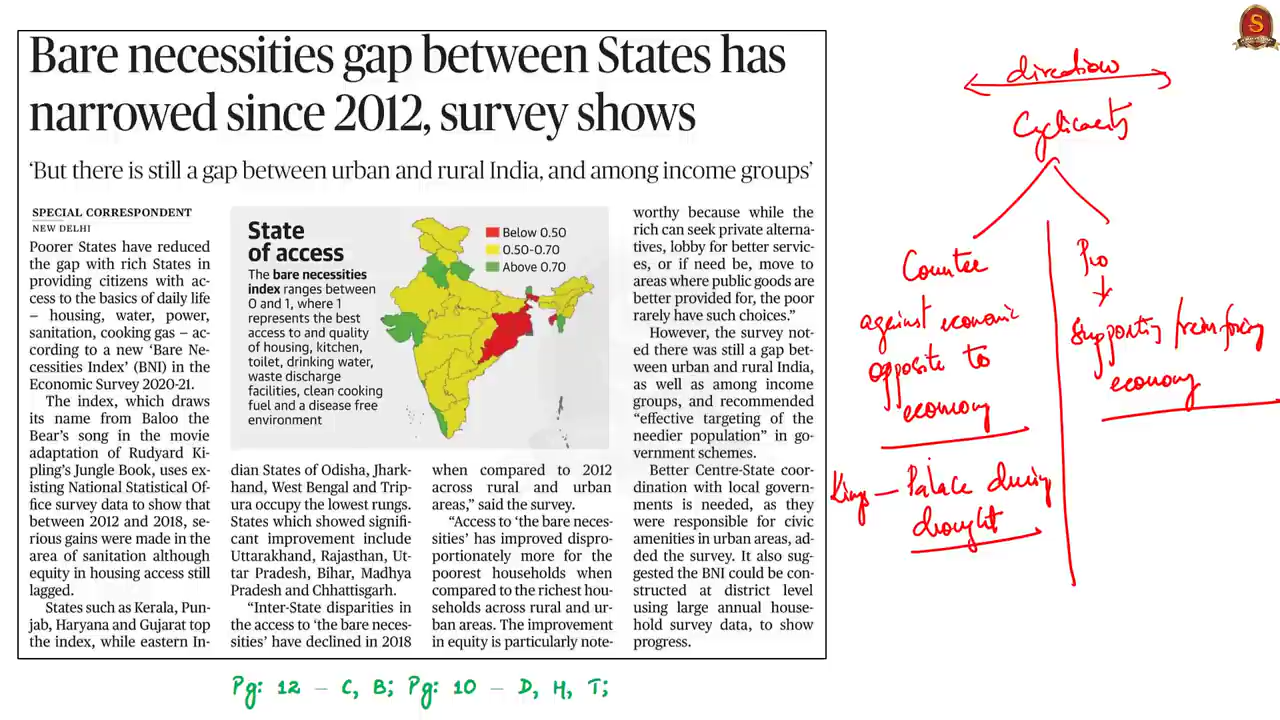 Bare necessities gap between States has
narrowed since 2012, survey shows
‘But there is still a gap between urban and rural India, and among income groups’
SPECIAL CORRESPONDENT
NEW DELHI
Poorer States have reduced
the gap with rich States in
providing citizens with ac-
cess to the basics of daily life
– housing, water, power,
sanitation, cooking gas – ac-
cording to a new ‘Bare Ne-
cessities Index’ (BNI) in the
Economic Survey 2020-21.
The index, which draws
its name from Baloo the
Bear’s song in the movie
adaptation of Rudyard Ki-
pling’s Jungle Book, uses ex-
isting National Statistical Of-
fice survey data to show that
between 2012 and 2018, se-
rious gains were made in the
area of sanitation although
equity in housing access still
lagged.
States such as Kerala, Pun-
jab, Haryana and Gujarat top
the index, while eastern In-
State
of access
The bare necessities
index ranges between
0 and 1, where 1
represents the best
access to and quality
of housing, kitchen,
toilet, drinking water,
waste discharge
facilities, clean cooking
fuel and a disease free
environment
Below 0.50
0.50-0.70
Above 0.70
dian States of Odisha, Jhark-
hand, West Bengal and Trip-
ura occupy the lowest rungs.
States which showed signifi-
cant improvement include
Uttarakhand, Rajasthan, Ut-
tar Pradesh, Bihar, Madhya
Pradesh and Chhattisgarh.
“Inter-State disparities in
the access to ‘the bare neces-
sities’ have declined in 2018
when compared to 2012
across rural and urban
areas,” said the survey.
“Access to ‘the bare neces-
sities’ has improved dispro-
portionately more for the
poorest households when
compared to the richest hou-
seholds across rural and ur-
ban areas. The improvement
in equity is particularly note-
worthy because while the
rich can seek private alterna-
tives, lobby for better servic-
es, or if need be, move to
areas where public goods are
better provided for, the poor
rarely have such choices.”
However, the survey not-
ed there was still a gap bet-
ween urban and rural India,
as well as among income
groups, and recommended
“effective targeting of the
needier population” in go-
vernment schemes.
Better Centre-State coor-
dination with local govern-
ments is needed, as they
were responsible for civic
amenities in urban areas, ad-
ded the survey. It also sug-
gested the BNI could be con-
structed at district level
using large annual house-
hold survey data, to show
progress.
direction
Counter
against economic
opposite to
economy
Kings – Palace during
drought
Pro
supporting/reinforcing
economy
Pg: 12 – C, B; Pg: 10 – D, H, T;
S